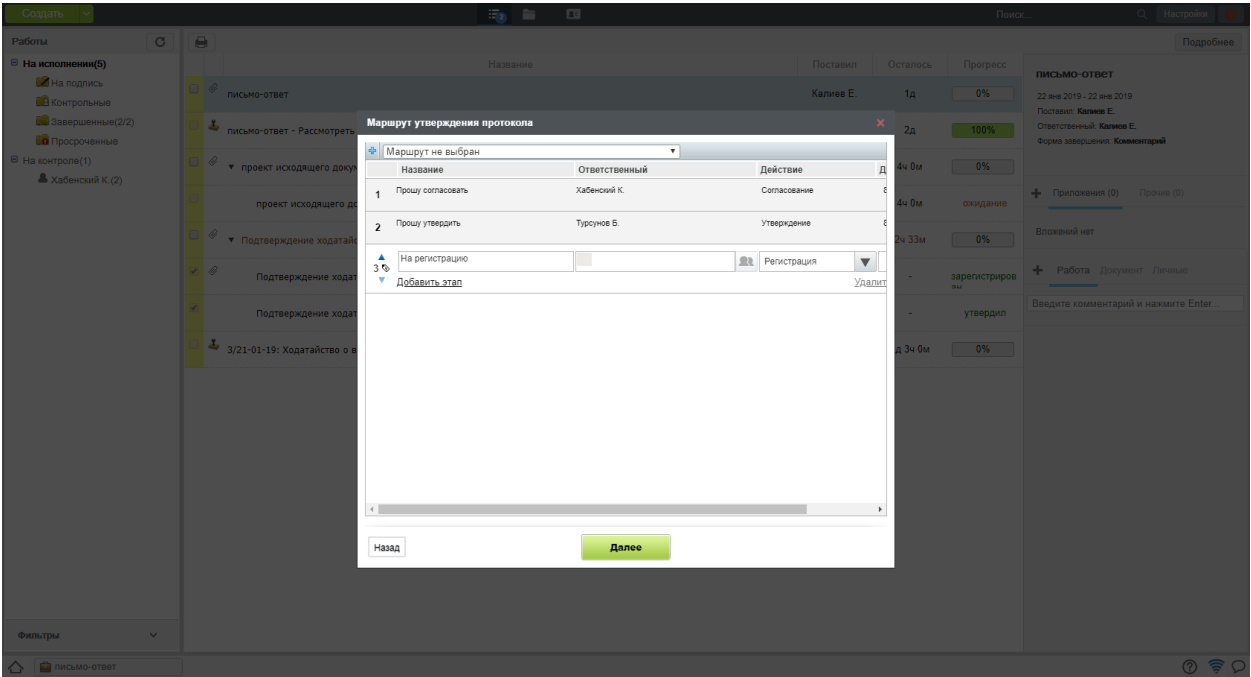 Создать
2
Поиск...
Настройки
Работы
Подробнее
На исполнении(5)
На подпись
Контрольные
Завершенные(2/2)
Просроченные
На контроле(1)
Хабенский К.(2)
Название
Поставил
Осталось
Прогресс
письмо-ответ
Калиев Е.
1д
0%
письмо-ответ - Рассмотреть
2д
100%
проект исходящего докум
4ч 0м
0%
проект исходящего до
4ч 0м
ожидание
Подтверждение ходатайс
2ч 33м
0%
Подтверждение ходат
-
зарегистриров
Подтверждение ходат
-
утвердил
3/21-01-19: Ходатайство о в
д 3ч 0м
0%
Маршрут утверждения протокола
Маршрут не выбран
Название
Ответственный
Действие
Д
1
Прошу согласовать
Хабенский К.
Согласование
2
Прошу утвердить
Турсунов Б.
Утверждение
3
На регистрацию
Регистрация
Добавить этап
Удалит
Назад
Далее
письмо-ответ
22 янв 2019 - 22 янв 2019
Поставил: Калиев Е.
Ответственный: Калиев Е.
Форма завершения: Комментарий
Приложения (0)
Прочие (0)
Вложений нет
Работа
Документ
Личные
Введите комментарий и нажмите Enter...
Фильтры
письмо-ответ